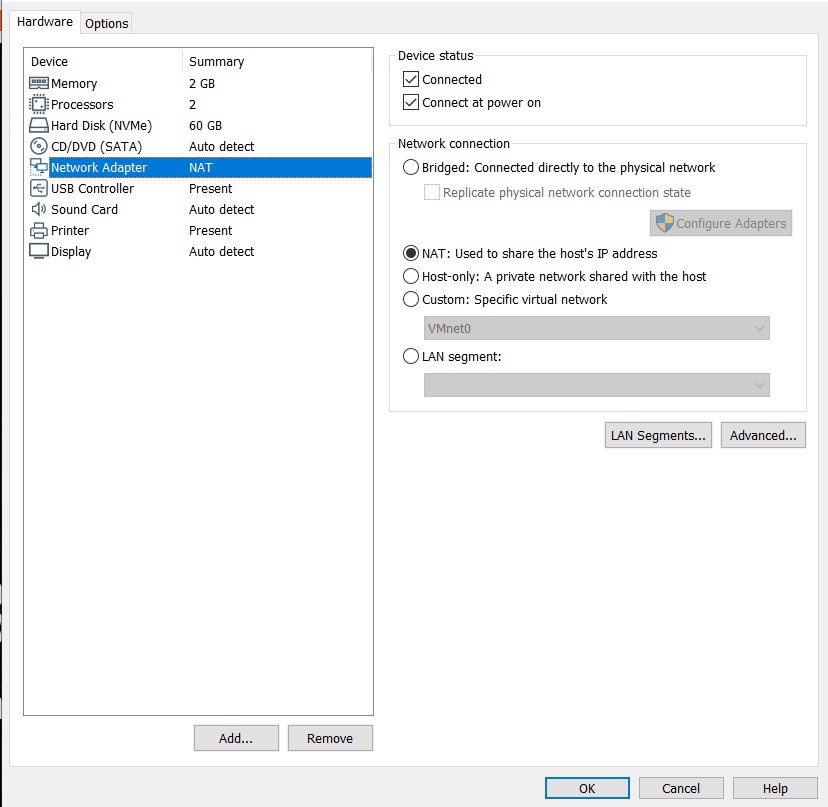 Hardware
Options
Device Summary
Memory 2 GB
Processors 2
Hard Disk (NVMe) 60 GB
CD/DVD (SATA) Auto detect
Network Adapter NAT
USB Controller Present
Sound Card Auto detect
Printer Present
Display Auto detect
Add...
Remove
Device status
Connected
Connect at power on
Network connection
Bridged: Connected directly to the physical network
Replicate physical network connection state
Configure Adapters
NAT: Used to share the host's IP address
Host-only: A private network shared with the host
Custom: Specific virtual network
VMnet0
LAN segment:
LAN Segments...
Advanced...
OK
Cancel
Help